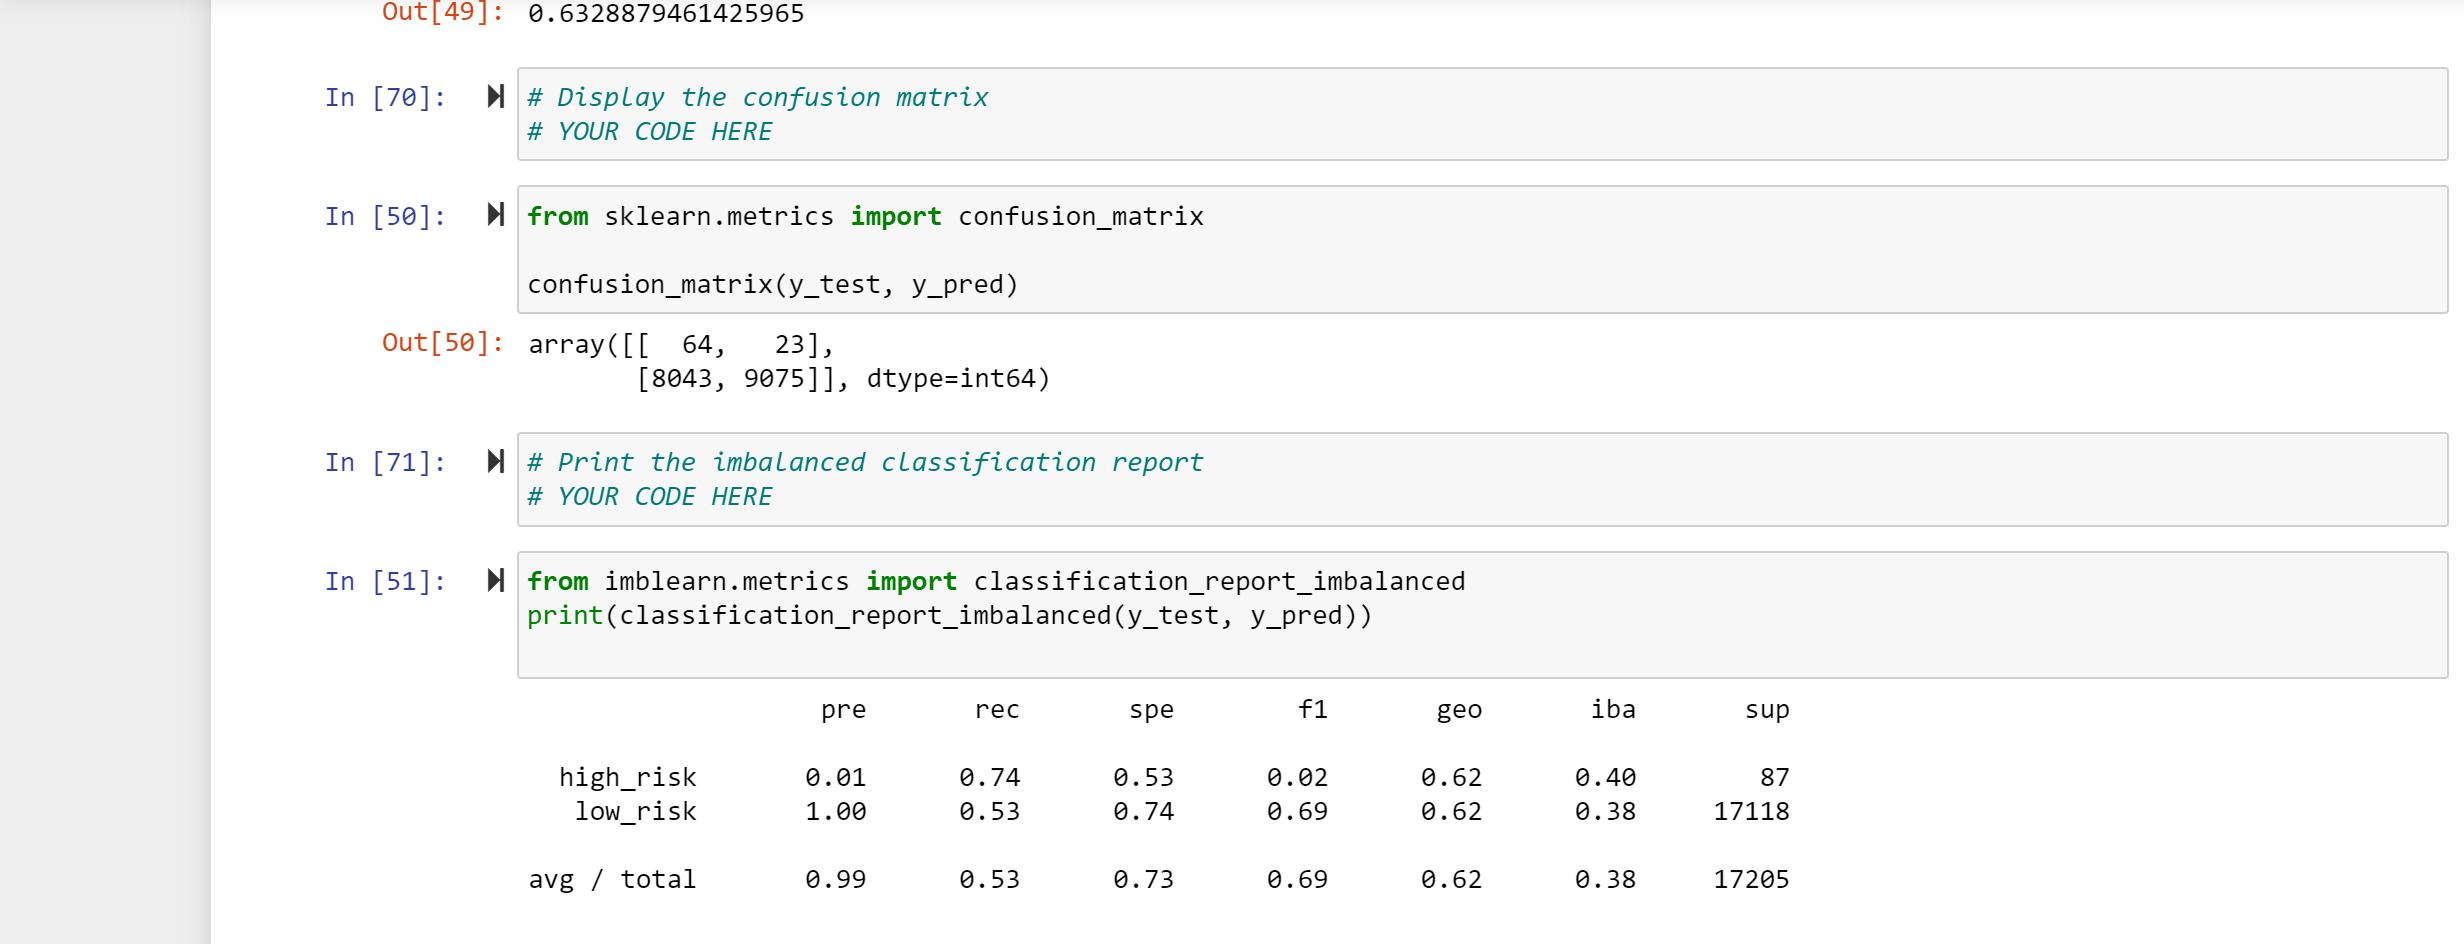 Out[49]: 0.6328879461425965
In [70]: # Display the confusion matrix
# YOUR CODE HERE
In [50]: from sklearn.metrics import confusion_matrix
confusion_matrix(y_test, y_pred)
Out[50]: array([[  64,   23],
       [8043, 9075]], dtype=int64)
In [71]: # Print the imbalanced classification report
# YOUR CODE HERE
In [51]: from imblearn.metrics import classification_report_imbalanced
print(classification_report_imbalanced(y_test, y_pred))
pre rec spe f1 geo iba sup
high_risk 0.01 0.74 0.53 0.02 0.62 0.40 87
low_risk 1.00 0.53 0.74 0.69 0.62 0.38 17118
avg / total 0.99 0.53 0.73 0.69 0.62 0.38 17205